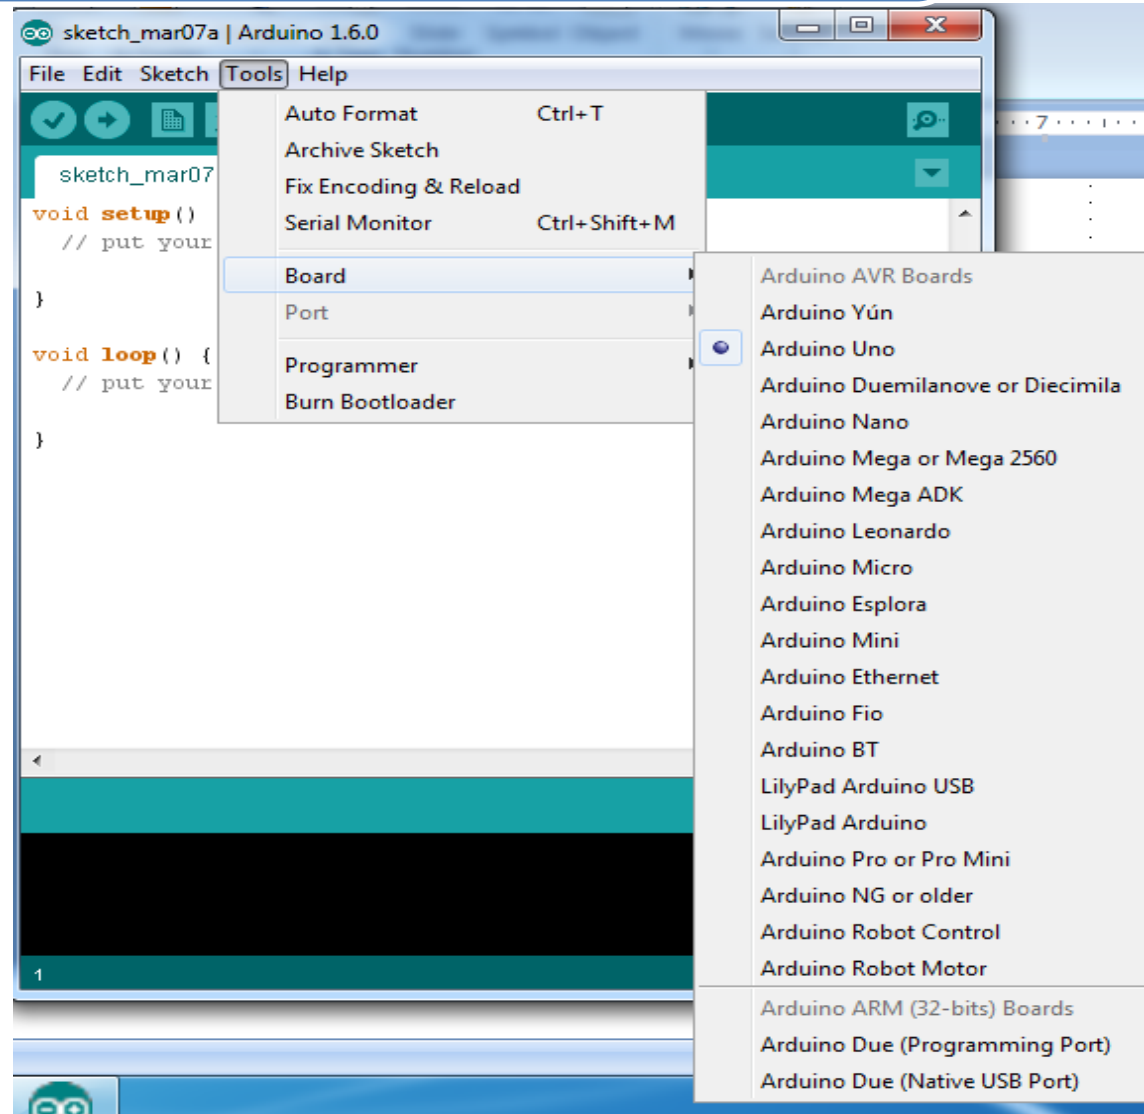 sketch_mar07a | Arduino 1.6.0
File Edit Sketch Tools Help
Auto Format Ctrl+T
Archive Sketch
Fix Encoding & Reload
Serial Monitor Ctrl+Shift+M
Board
Port
Programmer
Burn Bootloader
sketch_mar07
void setup()
// put your
}
void loop() {
// put your
}
Arduino AVR Boards
Arduino Yún
Arduino Uno
Arduino Duemilanove or Diecimila
Arduino Nano
Arduino Mega or Mega 2560
Arduino Mega ADK
Arduino Leonardo
Arduino Micro
Arduino Esplora
Arduino Mini
Arduino Ethernet
Arduino Fio
Arduino BT
LilyPad Arduino USB
LilyPad Arduino
Arduino Pro or Pro Mini
Arduino NG or older
Arduino Robot Control
Arduino Robot Motor
Arduino ARM (32-bits) Boards
Arduino Due (Programming Port)
Arduino Due (Native USB Port)
1
7